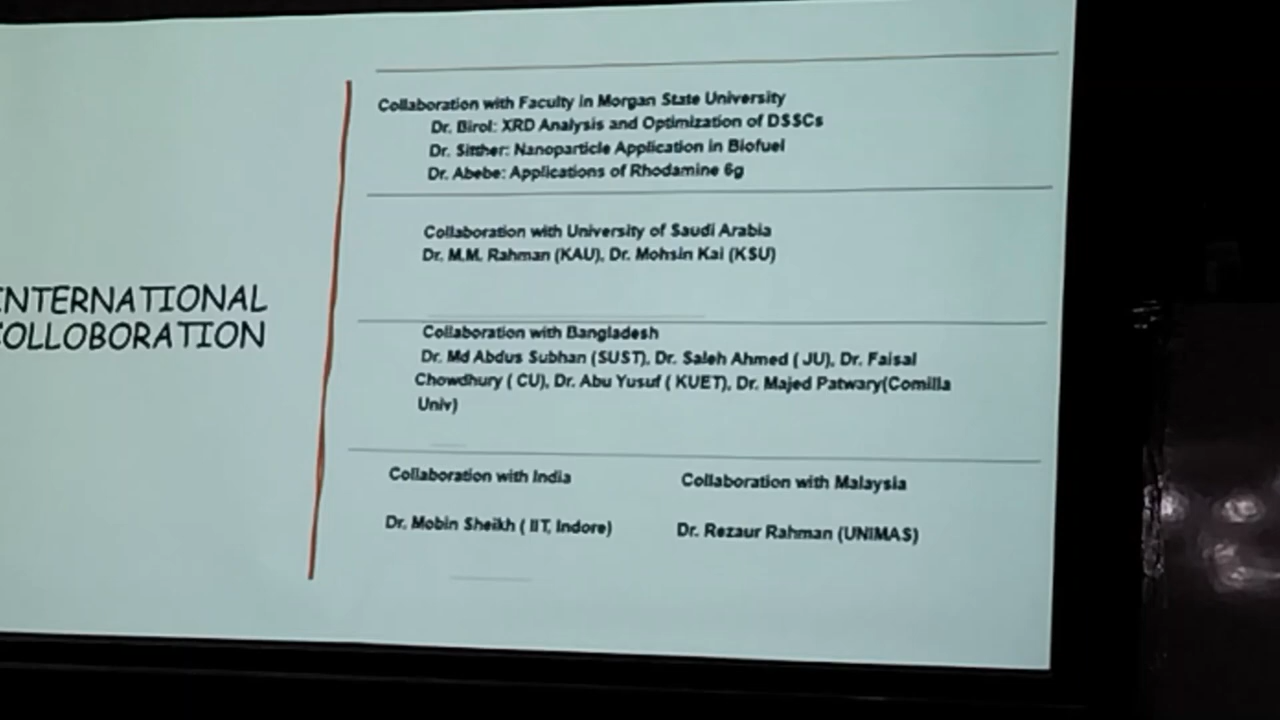 INTERNATIONAL
COLLOBORATION
Collaboration with Faculty in Morgan State University
Dr. Birol: XRD Analysis and Optimization of DSSCs
Dr. Sitther: Nanoparticle Application in Biofuel
Dr. Abebe: Applications of Rhodamine 6g
Collaboration with University of Saudi Arabia
Dr. M.M. Rahman (KAU), Dr. Mohsin Kai (KSU)
Collaboration with Bangladesh
Dr. Md Abdus Subhan (SUST), Dr. Saleh Ahmed ( JU), Dr. Faisal
Chowdhury ( CU), Dr. Abu Yusuf ( KUET), Dr. Majed Patwary(Comilla
Univ)
Collaboration with India
Dr. Mobin Sheikh ( IIT, Indore)
Collaboration with Malaysia
Dr. Rezaur Rahman (UNIMAS)